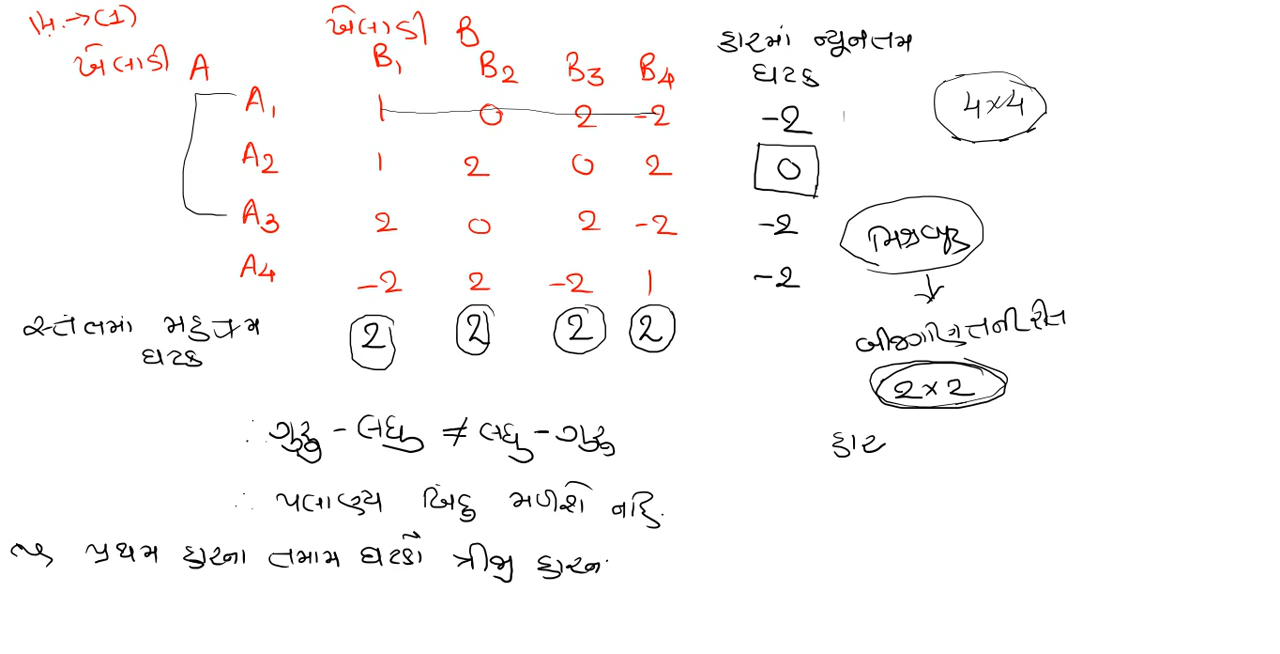 પ્ર.→(1)
ખેલાડી B
ખેલાડી A
B₁ B₂ B₃ B₄
હારમાં ન્યૂનતમ
ઘટક
A₁ 1 0 2 -2 -2
4×4
A₂ 1 2 0 2 0
A₃ 2 0 2 -2 -2
મિશ્રવ્યૂહ
A₄ -2 2 -2 1 -2
સ્તંભમાં મહત્તમ
ઘટક
2 2 2 2
બીજગણિતની રીત
2×2
∴ ગુરુ - લઘુ ≠ લઘુ - ગુરુ
હાર
∴ પલાણ્ય બિંદુ મળશે નહિ.
પ્રથમ હારના તમામ ઘટકો ત્રીજી હારન